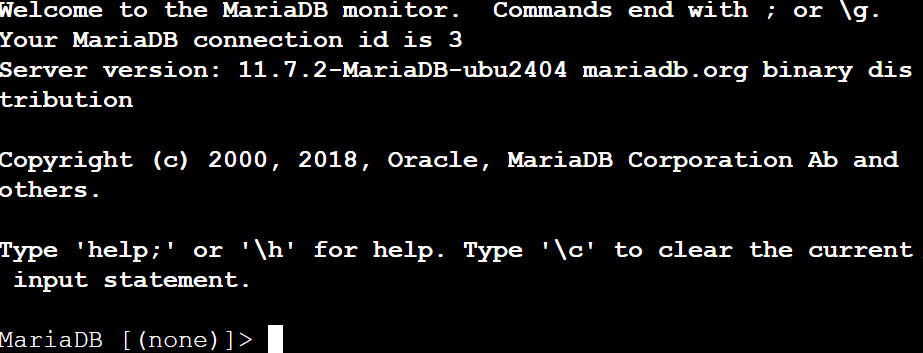 Welcome to the MariaDB monitor.  Commands end with ; or \g.
Your MariaDB connection id is 3
Server version: 11.7.2-MariaDB-ubu2404 mariadb.org binary dis
tribution
Copyright (c) 2000, 2018, Oracle, MariaDB Corporation Ab and
others.
Type 'help;' or '\h' for help. Type '\c' to clear the current
 input statement.
MariaDB [(none)]>